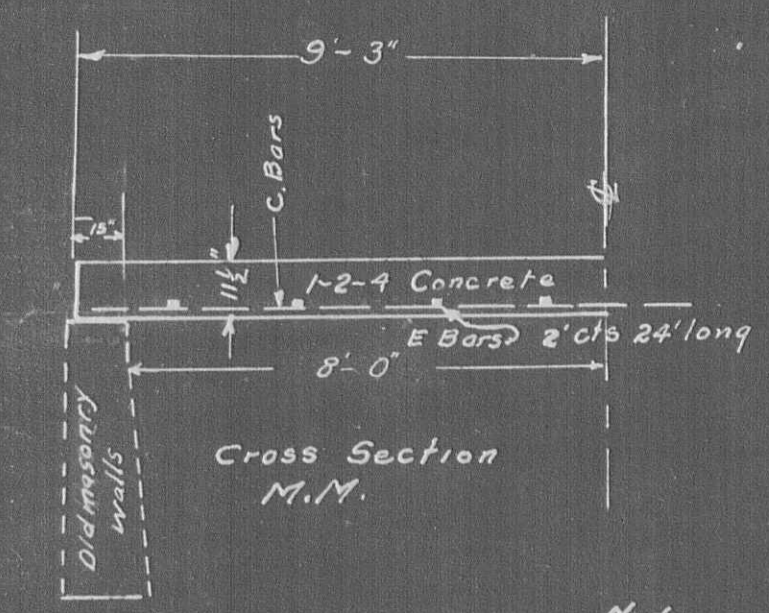 9'-3"
C. Bars
15"
11½"
1-2-4 Concrete
E Bars 2' cts 24' long
8'-0"
Old masonry
walls
Cross Section
M.M.